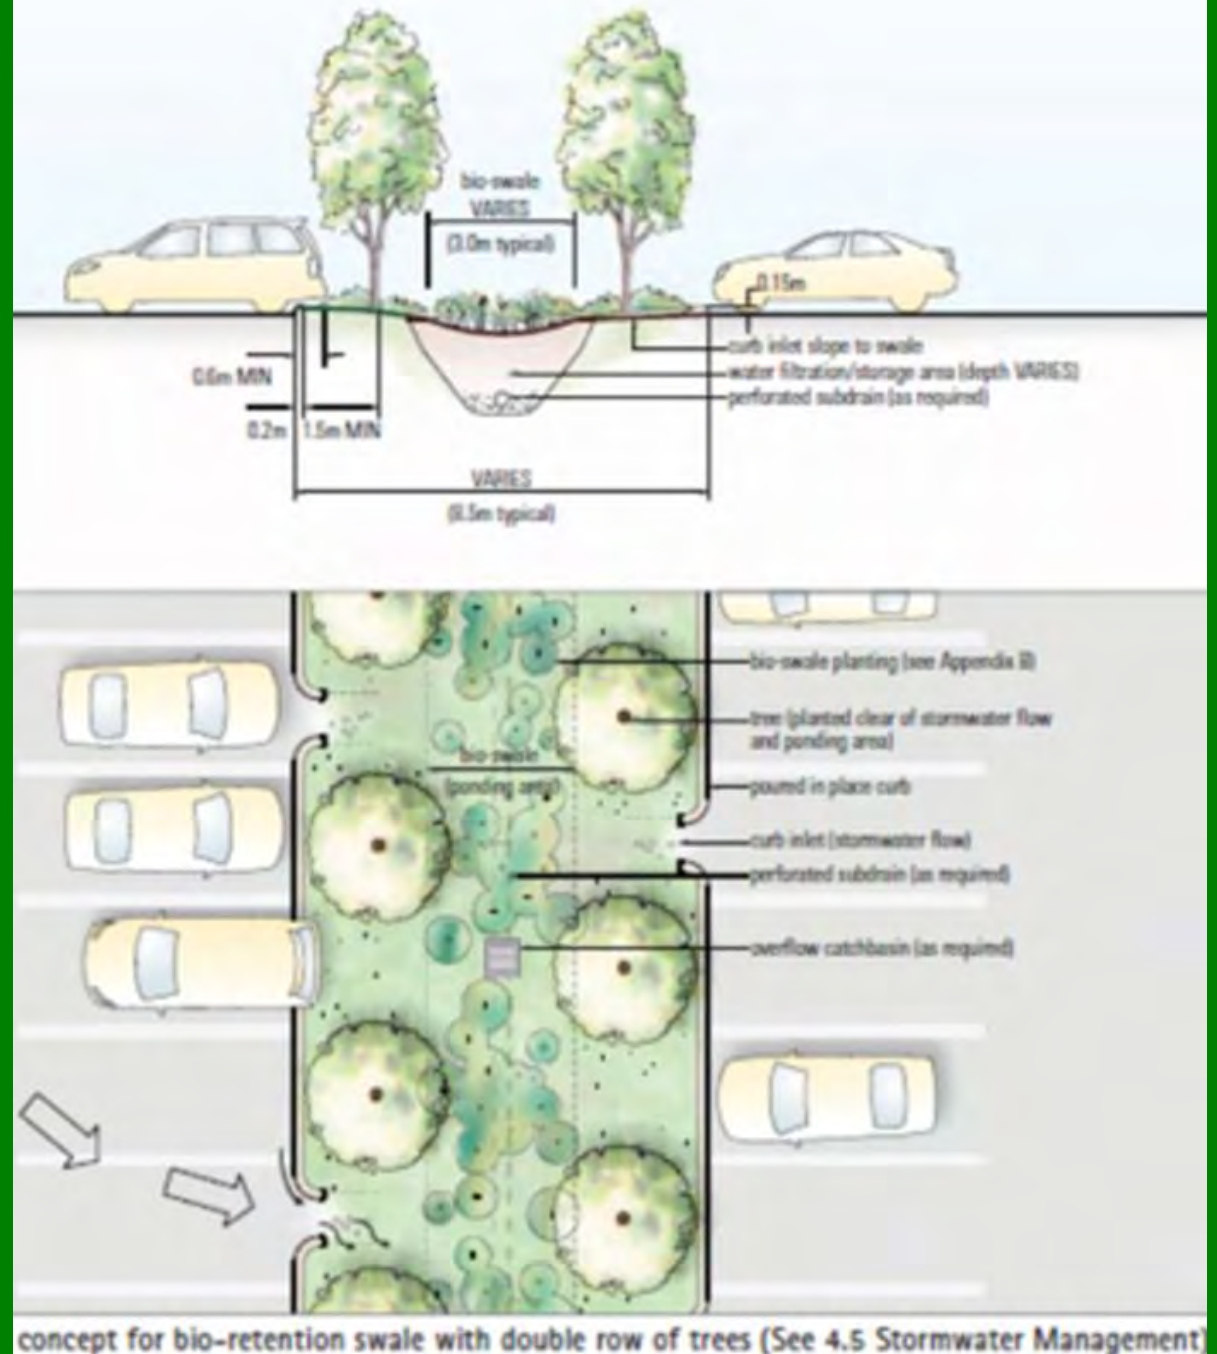 bio-swale
VARIES
(3.0m typical)
0.15m
curb inlet slope to swale
water filtration/storage area (depth VARIES)
perforated subdrain (as required)
0.6m MIN
0.2m
1.5m MIN
VARIES
typical)
bio-swale planting (see Appendix B)
tree (planted clear of stormwater flow
and ponding area)
bio-swale
(ponding area)
poured in place curb
curb inlet (stormwater flow)
perforated subdrain (as required)
overflow catchbasin (as required)
concept for bio-retention swale with double row of trees (See 4.5 Stormwater Management)